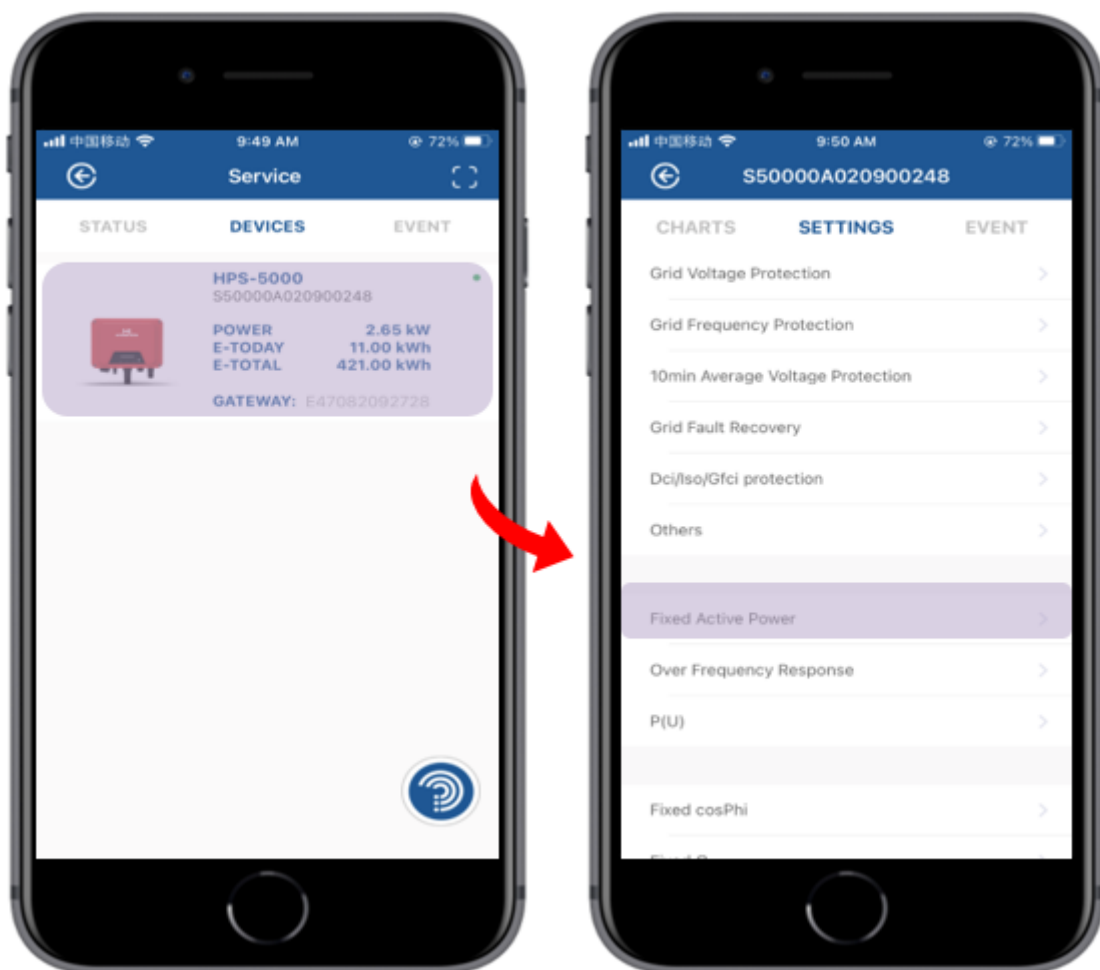 中国移动 9:49 AM 72%
Service
STATUS DEVICES EVENT
HPS-5000
S50000A020900248
POWER 2.65 kW
E-TODAY 11.00 kWh
E-TOTAL 421.00 kWh
GATEWAY: E47082092728
中国移动 9:50 AM 72%
S50000A020900248
CHARTS SETTINGS EVENT
Grid Voltage Protection
Grid Frequency Protection
10min Average Voltage Protection
Grid Fault Recovery
Dci/Iso/Gfci protection
Others
Fixed Active Power
Over Frequency Response
P(U)
Fixed cosPhi